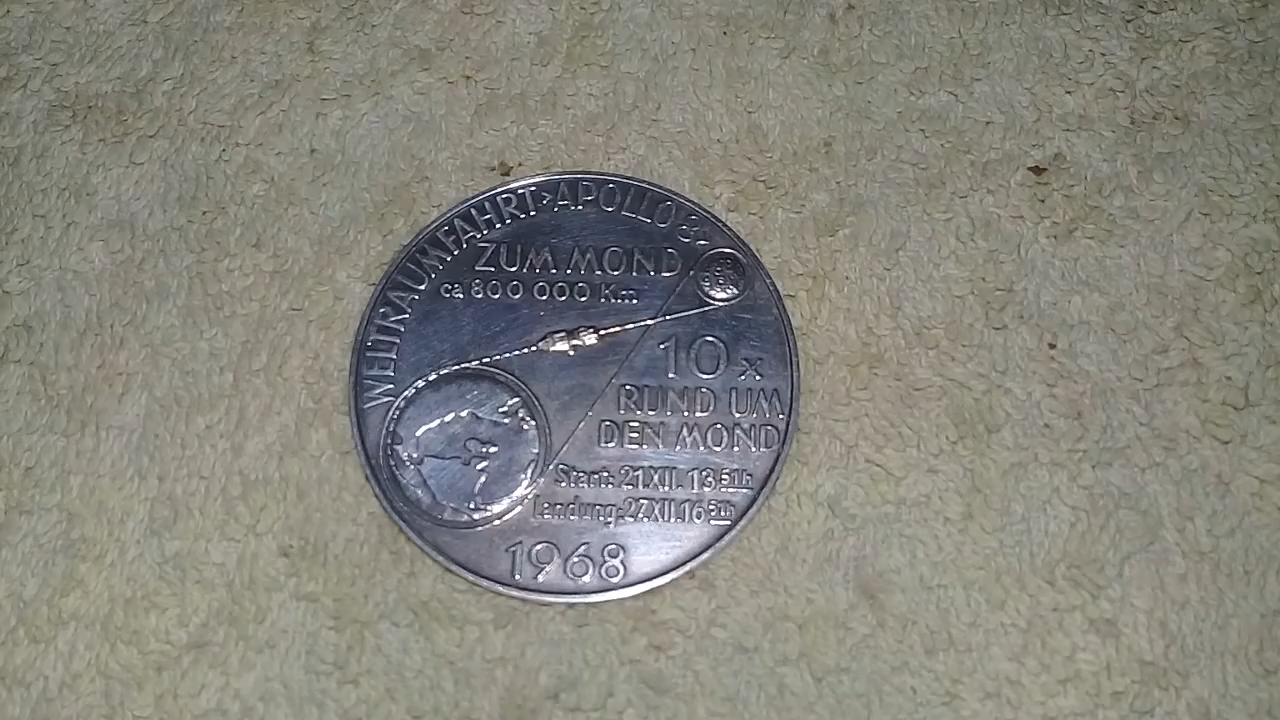 WELTRAUMFAHRT>APOLLO 8<
ZUM MOND
ca 800 000 Km
10 x
RUND UM
DEN MOND
Start: 21.XII. 13 51h
Landung: 27.XII. 16 51h
1968